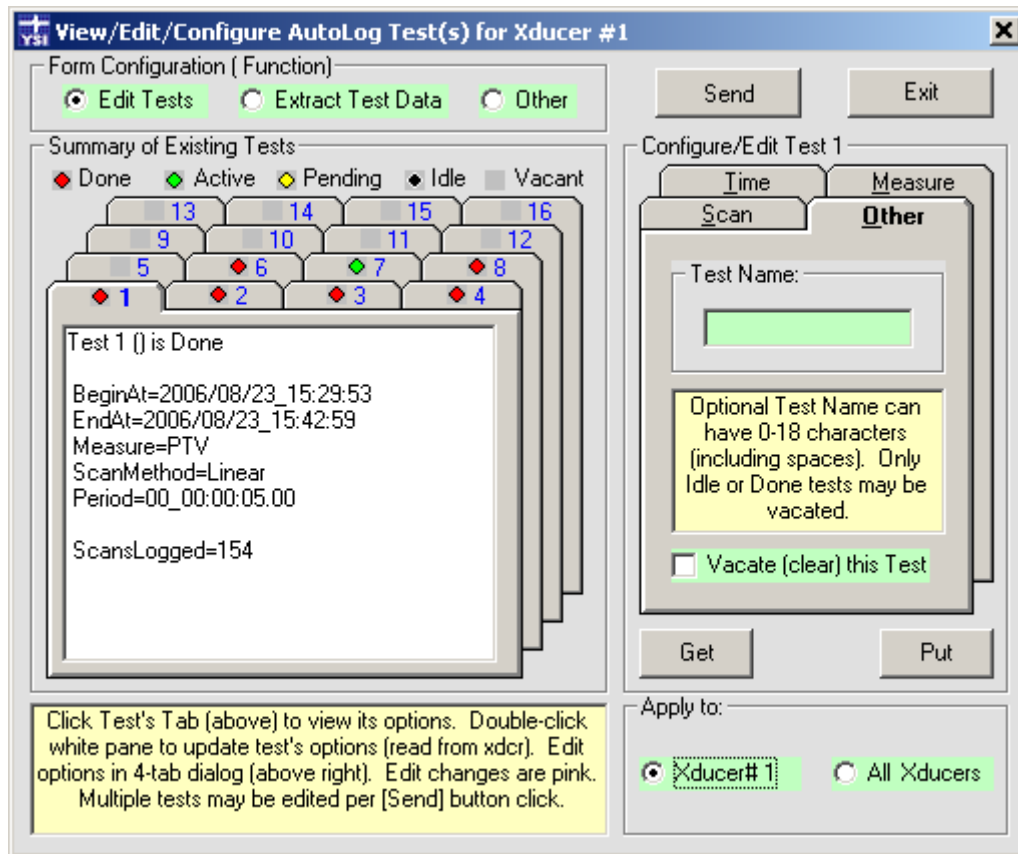 YSI View/Edit/Configure AutoLog Test(s) for Xducer #1
Form Configuration ( Function)
Edit Tests Extract Test Data Other
Send Exit
Summary of Existing Tests
Done Active Pending Idle Vacant
13 14 15 16
9 10 11 12
5 6 7 8
1 2 3 4
Test 1 () is Done
BeginAt=2006/08/23_15:29:53
EndAt=2006/08/23_15:42:59
Measure=PTV
ScanMethod=Linear
Period=00_00:00:05.00
ScansLogged=154
Configure/Edit Test 1
Time Measure
Scan Other
Test Name:
Optional Test Name can
have 0-18 characters
(including spaces). Only
Idle or Done tests may be
vacated.
Vacate (clear) this Test
Get Put
Click Test's Tab (above) to view its options. Double-click
white pane to update test's options (read from xdcr). Edit
options in 4-tab dialog (above right). Edit changes are pink.
Multiple tests may be edited per [Send] button click.
Apply to:
Xducer# 1 All Xducers